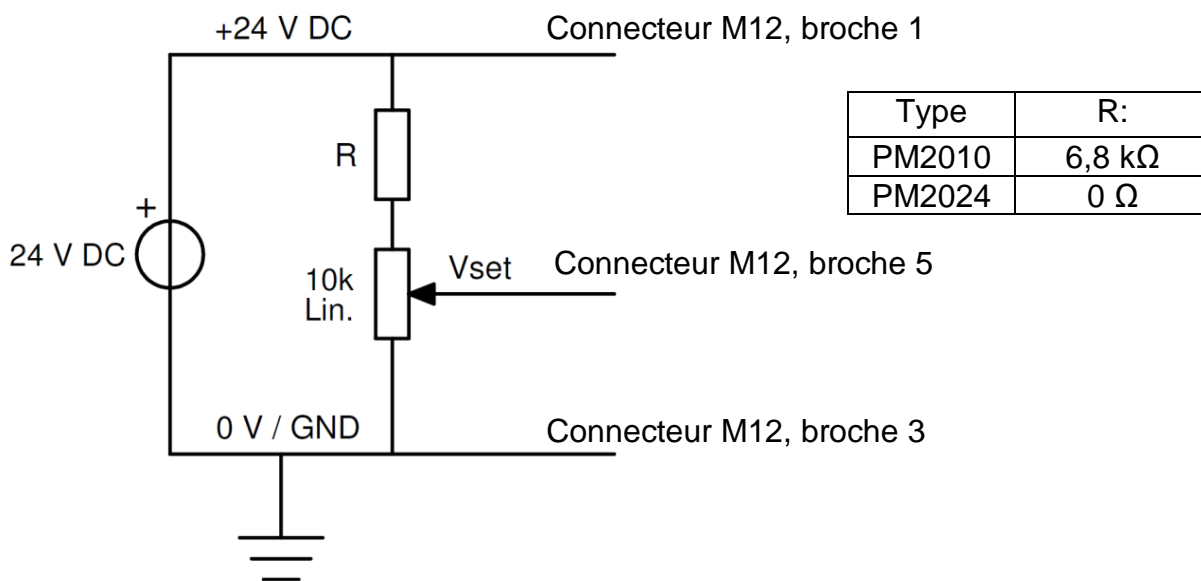 +24 V DC
Connecteur M12, broche 1
Type R:
PM2010 6,8 kΩ
PM2024 0 Ω
R
+
24 V DC
10k
Lin.
Vset
Connecteur M12, broche 5
0 V / GND
Connecteur M12, broche 3